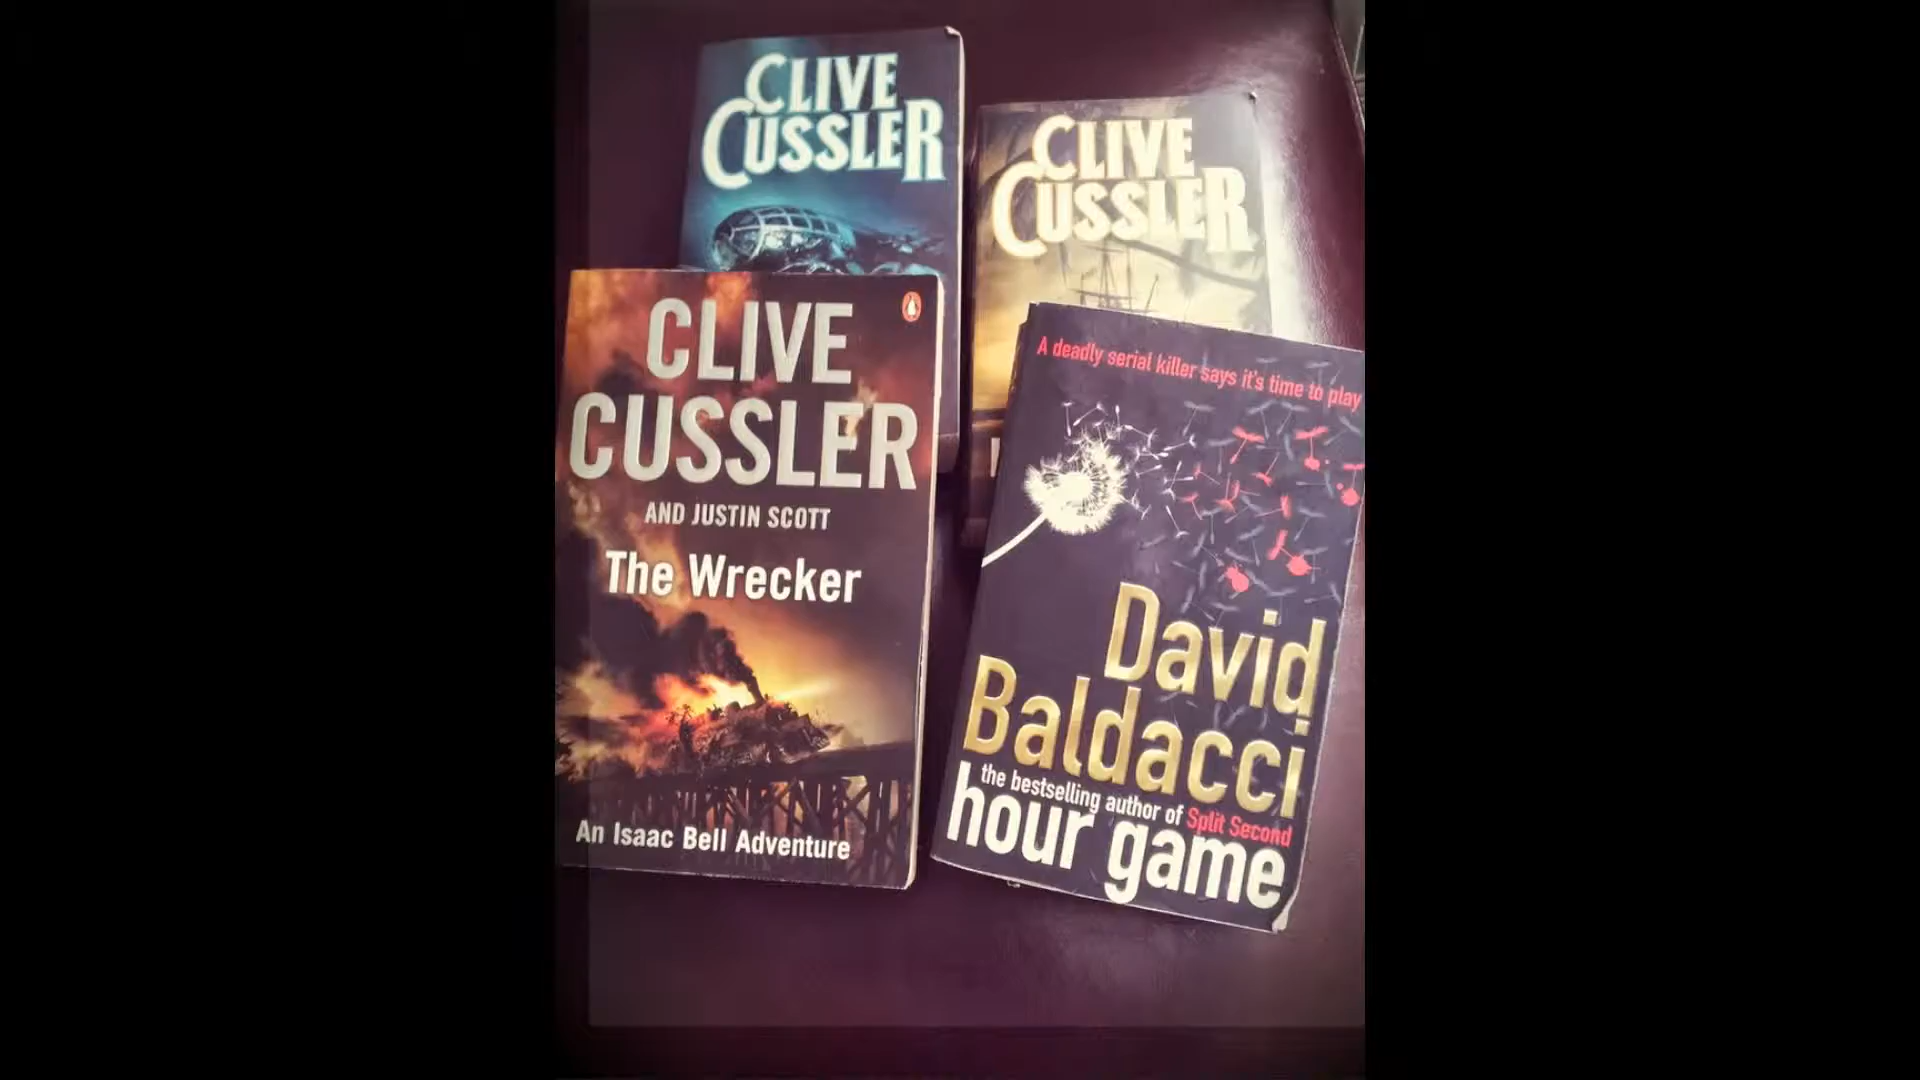 CLIVE
CUSSLER
CLIVE
CUSSLER
CLIVE
CUSSLER
AND JUSTIN SCOTT
The Wrecker
An Isaac Bell Adventure
A deadly serial killer says it's time to play
David
Baldacci
the bestselling author of Split Second
hour game